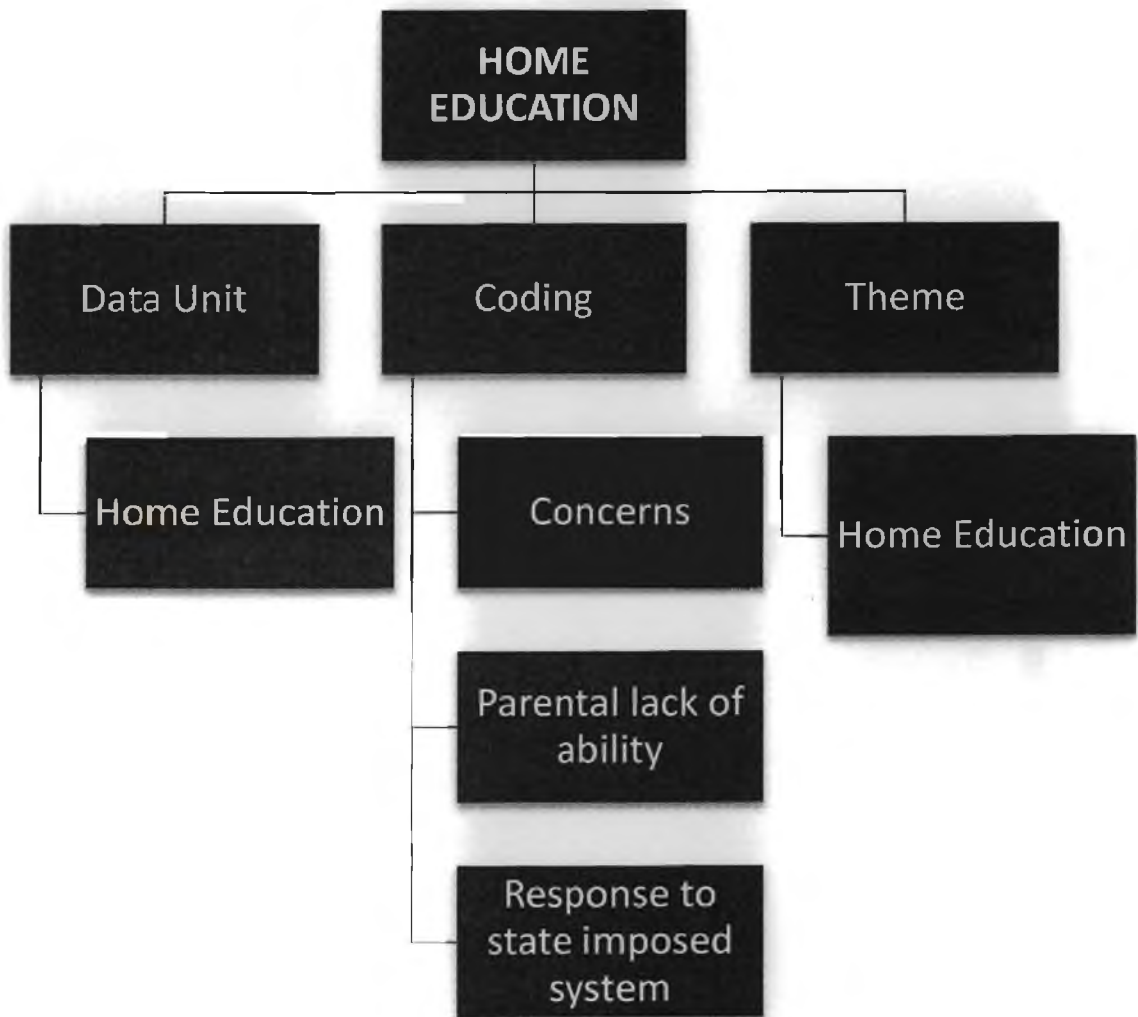 HOME
EDUCATION
Data Unit
Coding
Theme
Home Education
Concerns
Home Education
Parental lack of
ability
Response to
state imposed
system